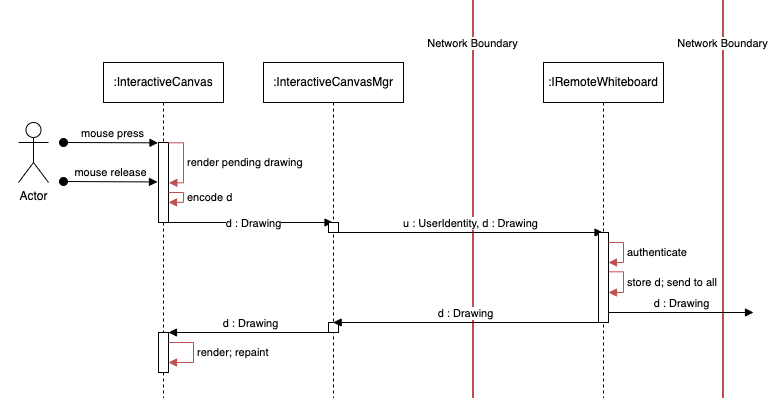 Network Boundary
Network Boundary
:InteractiveCanvas
:InteractiveCanvasMgr
:IRemoteWhiteboard
mouse press
render pending drawing
mouse release
Actor
encode d
d : Drawing
u : UserIdentity, d : Drawing
authenticate
store d; send to all
d : Drawing
d : Drawing
d : Drawing
render; repaint